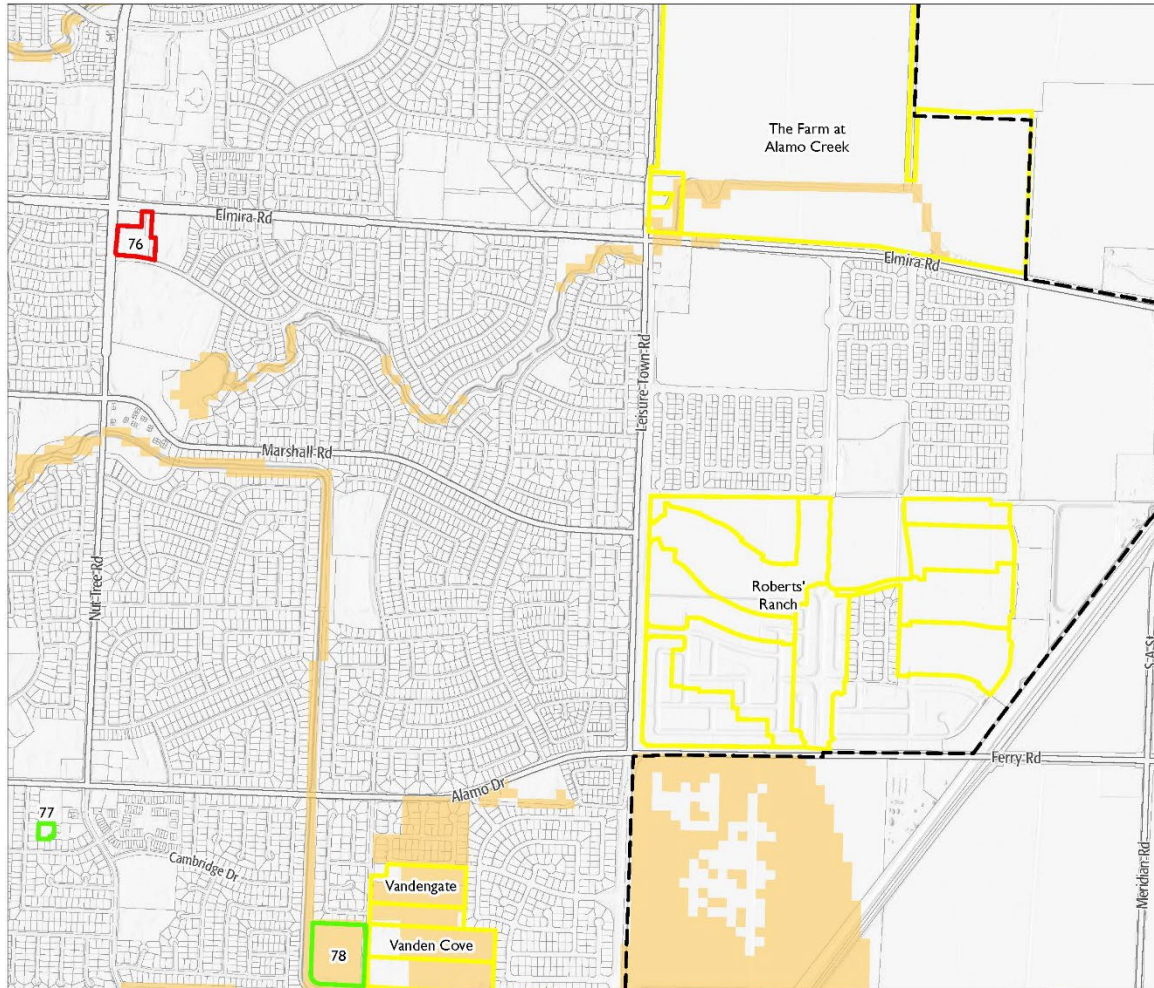 The Farm at
Alamo Creek
Elmira Rd
76
Elmira Rd
Leisure Town Rd
Marshall Rd
Nut Tree Rd
Roberts'
Ranch
Ferry Rd
Alamo Dr
77
Cambridge Dr
Vandengate
Meridian Rd
Vanden Cove
78